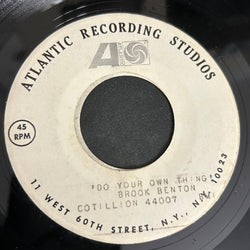 ATLANTIC RECORDING STUDIOS
45
RPM
"DO YOUR OWN THING"
BROOK BENTON
COTILLION 44007
11 WEST 60TH STREET, N.Y., N.Y. 10023